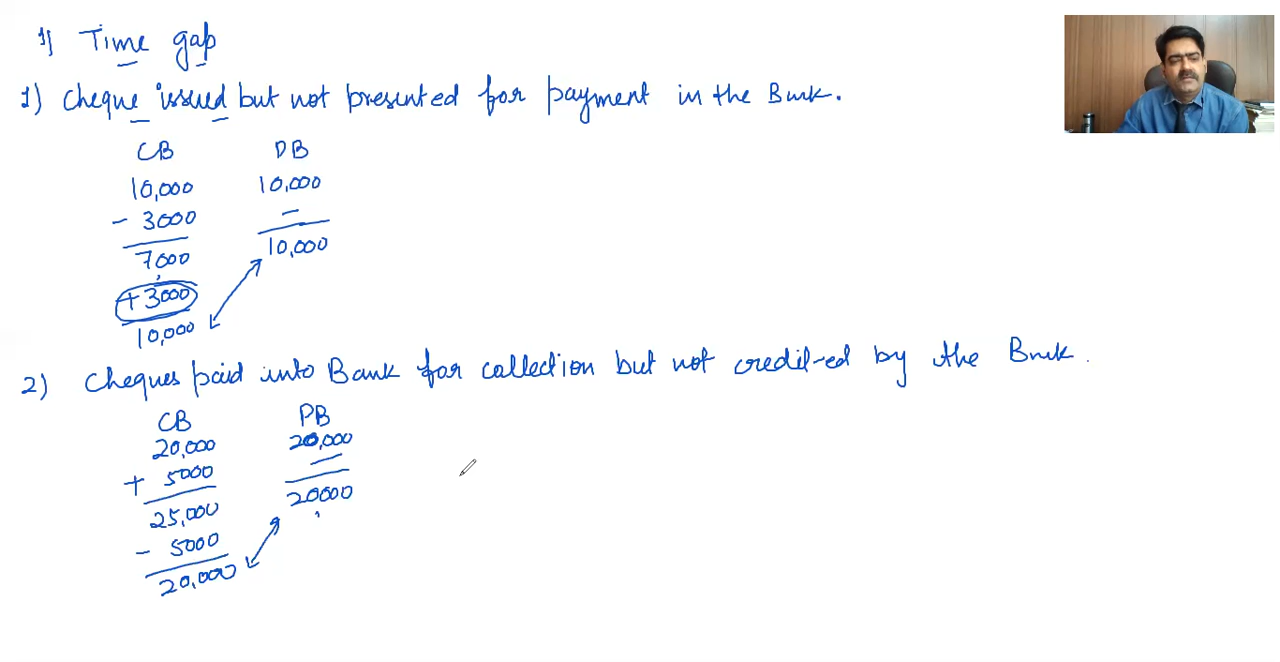 1) Time gap
1) Cheque issued but not presented for payment in the Bank.
CB PB
10,000 10,000
- 3000 -
7000 10,000
+3000
10,000
2) Cheques paid into Bank for collection but not credited by the Bank.
CB PB
20,000 20,000
+ 5000 -
25,000 20000
- 5000
20,000